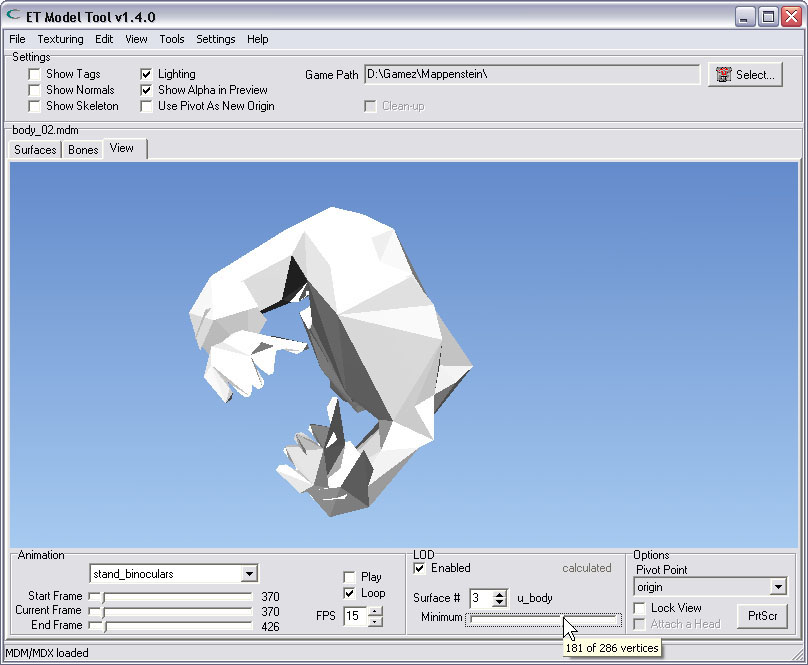 ET Model Tool v1.4.0
File Texturing Edit View Tools Settings Help
Settings
Show Tags
Lighting
Game Path
D:\Gamez\Mappenstein\
Select...
Show Normals
Show Alpha in Preview
Show Skeleton
Use Pivot As New Origin
Clean-up
body_02.mdm
Surfaces Bones View
Animation
stand_binoculars
Start Frame 370
Current Frame 370
End Frame 426
Play
Loop
FPS 15
LOD
Enabled
calculated
Surface # 3 u_body
Minimum
181 of 286 vertices
Options
Pivot Point
origin
Lock View
Attach a Head
PrtScr
MDM/MDX loaded